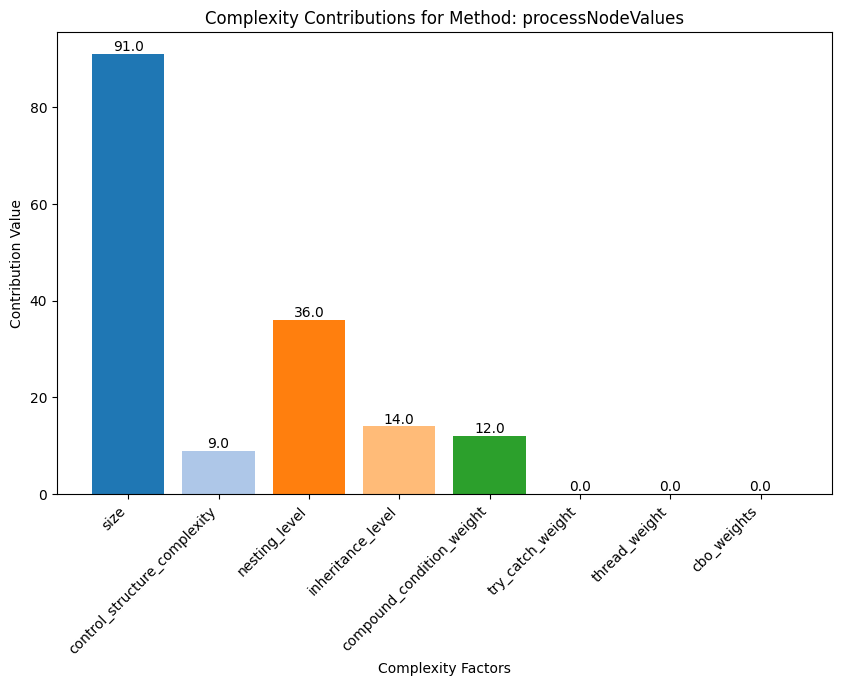 Complexity Contributions for Method: processNodeValues
Contribution Value
80
60
40
20
0
91.0
9.0
36.0
14.0
12.0
0.0
0.0
0.0
size
control_structure_complexity
nesting_level
inheritance_level
compound_condition_weight
try_catch_weight
thread_weight
cbo_weights
Complexity Factors